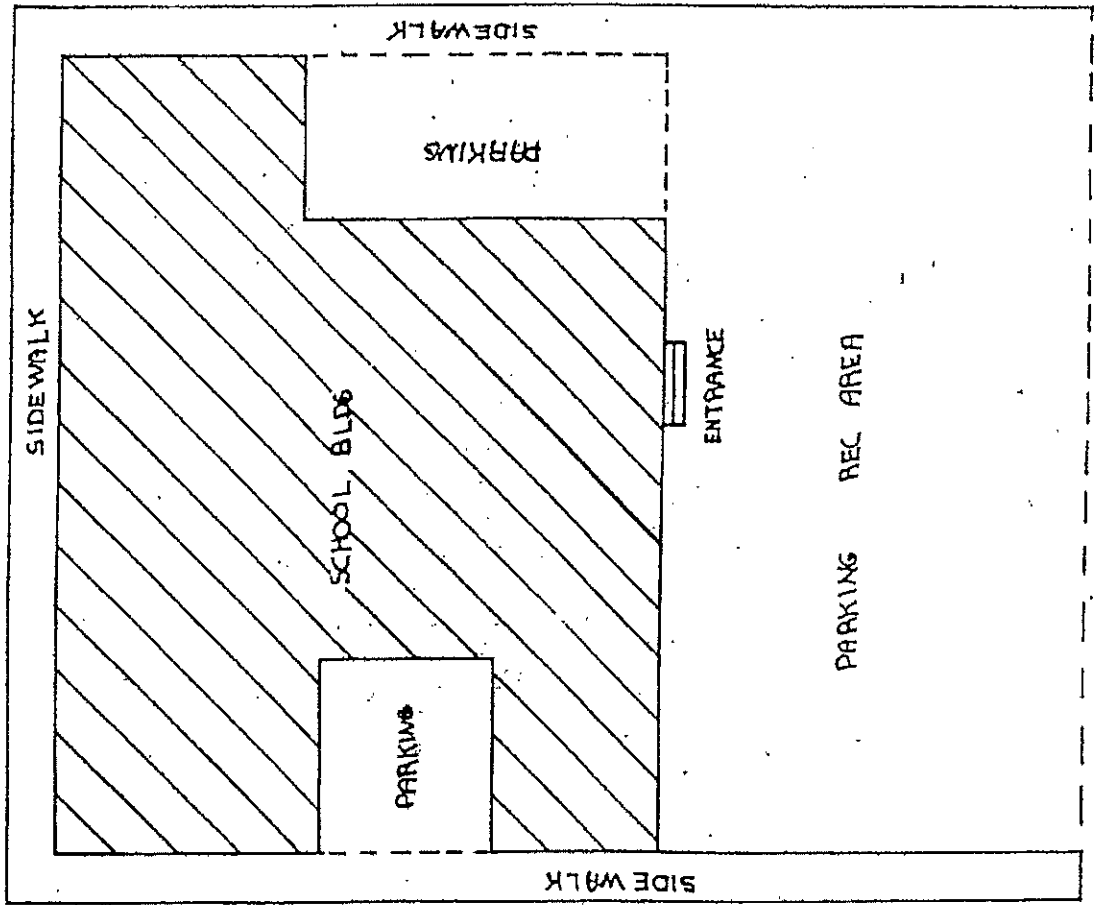 SIDEWALK
SIDEWALK
PARKING
SCHOOL BLDG
PARKING
ENTRANCE
PARKING REC AREA
SIDEWALK